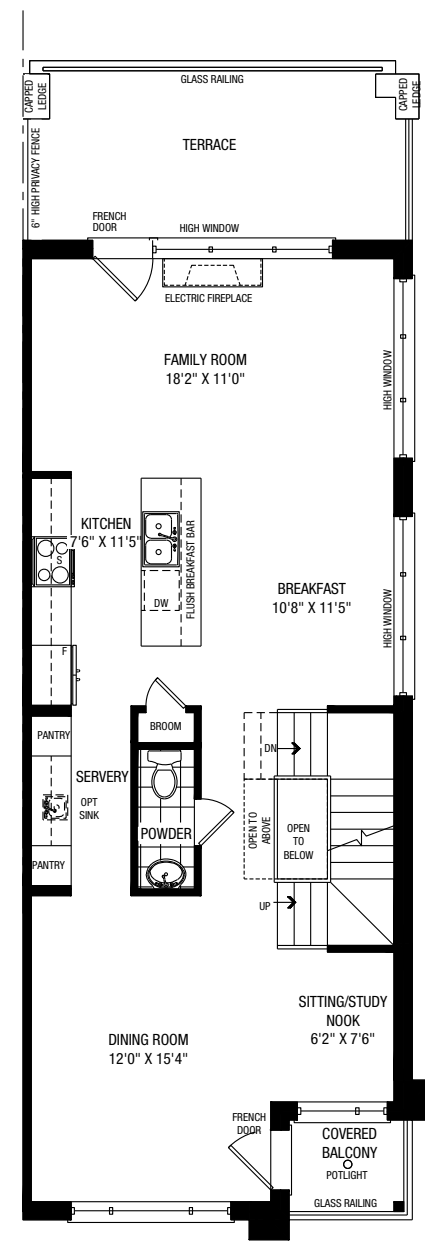 GLASS RAILING
CAPPED
LEDGE
CAPPED
LEDGE
6" HIGH PRIVACY FENCE
TERRACE
FRENCH
DOOR
HIGH WINDOW
ELECTRIC FIREPLACE
FAMILY ROOM
18'2" X 11'0"
HIGH WINDOW
KITCHEN
7'6" X 11'5"
S
DW
FLUSH BREAKFAST BAR
BREAKFAST
10'8" X 11'5"
HIGH WINDOW
F
BROOM
PANTRY
SERVERY
OPT
SINK
POWDER
PANTRY
DN
OPEN TO
ABOVE
OPEN
TO
BELOW
UP
SITTING/STUDY
NOOK
6'2" X 7'6"
DINING ROOM
12'0" X 15'4"
FRENCH
DOOR
COVERED
BALCONY
POTLIGHT
GLASS RAILING